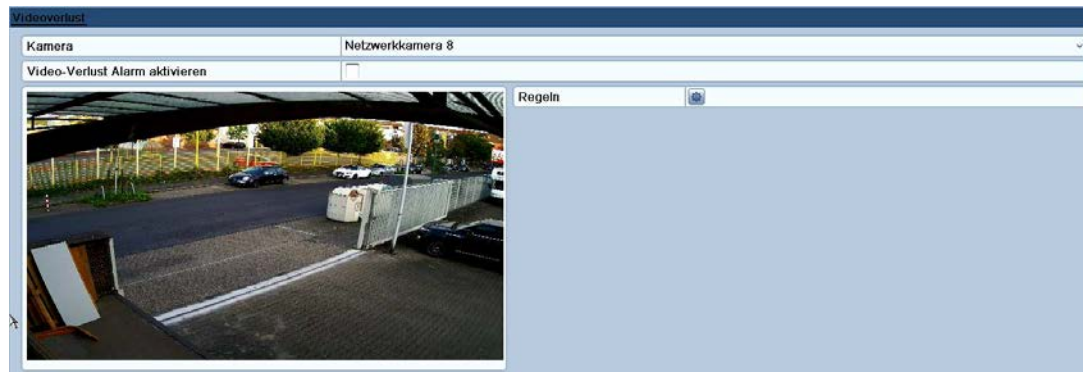 Videoverlust
Kamera Netzwerkkamera 8
Video-Verlust Alarm aktivieren
Regeln